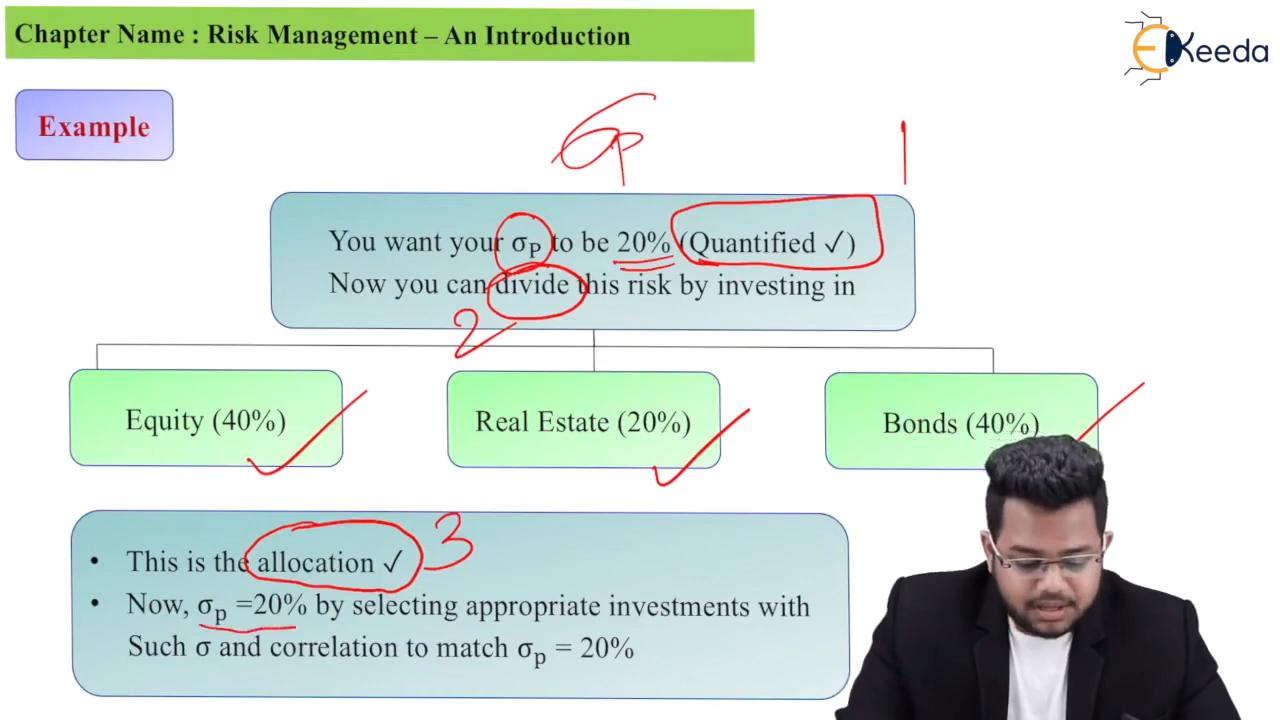 Chapter Name : Risk Management – An Introduction
EKeeda
Example
σp
1
You want your σP to be 20% (Quantified ✓)
Now you can divide this risk by investing in
2
Equity (40%)
Real Estate (20%)
Bonds (40%)
• This is the allocation ✓
3
• Now, σp =20% by selecting appropriate investments with
Such σ and correlation to match σp = 20%